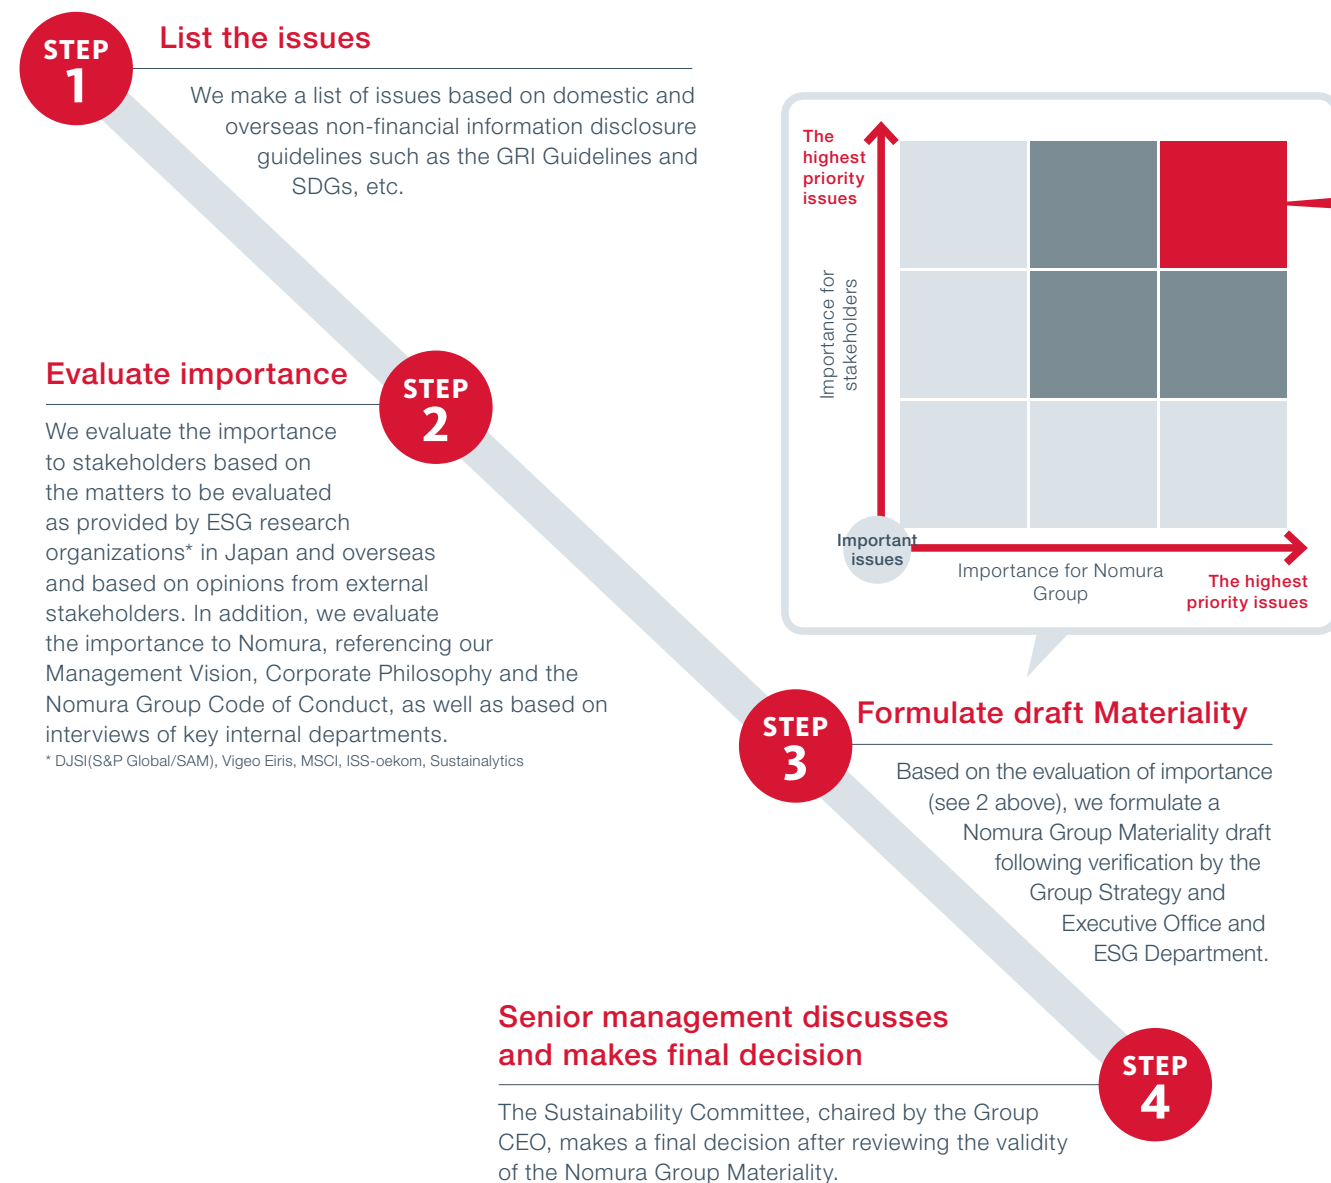 STEP
1
List the issues
We make a list of issues based on domestic and
overseas non-financial information disclosure
guidelines such as the GRI Guidelines and
SDGs, etc.
The
highest
priority
issues
Importance for
stakeholders
Important
issues
Importance for Nomura
Group
The highest
priority issues
STEP
2
Evaluate importance
We evaluate the importance
to stakeholders based on
the matters to be evaluated
as provided by ESG research
organizations* in Japan and overseas
and based on opinions from external
stakeholders. In addition, we evaluate
the importance to Nomura, referencing our
Management Vision, Corporate Philosophy and the
Nomura Group Code of Conduct, as well as based on
interviews of key internal departments.
* DJSI(S&P Global/SAM), Vigeo Eiris, MSCI, ISS-oekom, Sustainalytics
STEP
3
Formulate draft Materiality
Based on the evaluation of importance
(see 2 above), we formulate a
Nomura Group Materiality draft
following verification by the
Group Strategy and
Executive Office and
ESG Department.
STEP
4
Senior management discusses
and makes final decision
The Sustainability Committee, chaired by the Group
CEO, makes a final decision after reviewing the validity
of the Nomura Group Materiality.